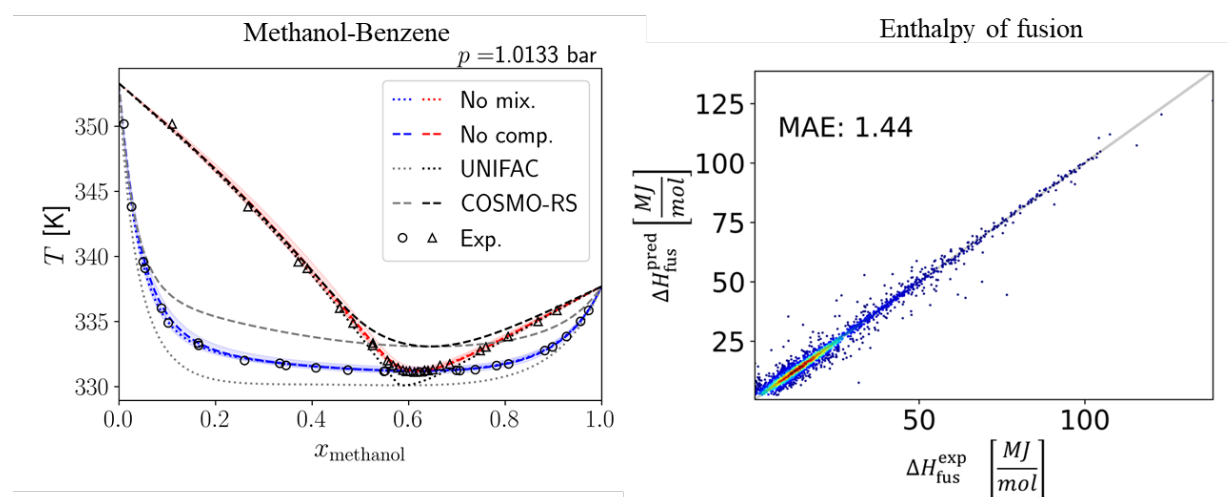 Methanol-Benzene
p = 1.0133 bar
No mix.
No comp.
UNIFAC
COSMO-RS
Exp.
T [K]
350
345
340
335
330
0.0 0.2 0.4 0.6 0.8 1.0
x_methanol
Enthalpy of fusion
MAE: 1.44
ΔH_fus^pred [MJ/mol]
125
100
75
50
25
50 100
ΔH_fus^exp [MJ/mol]